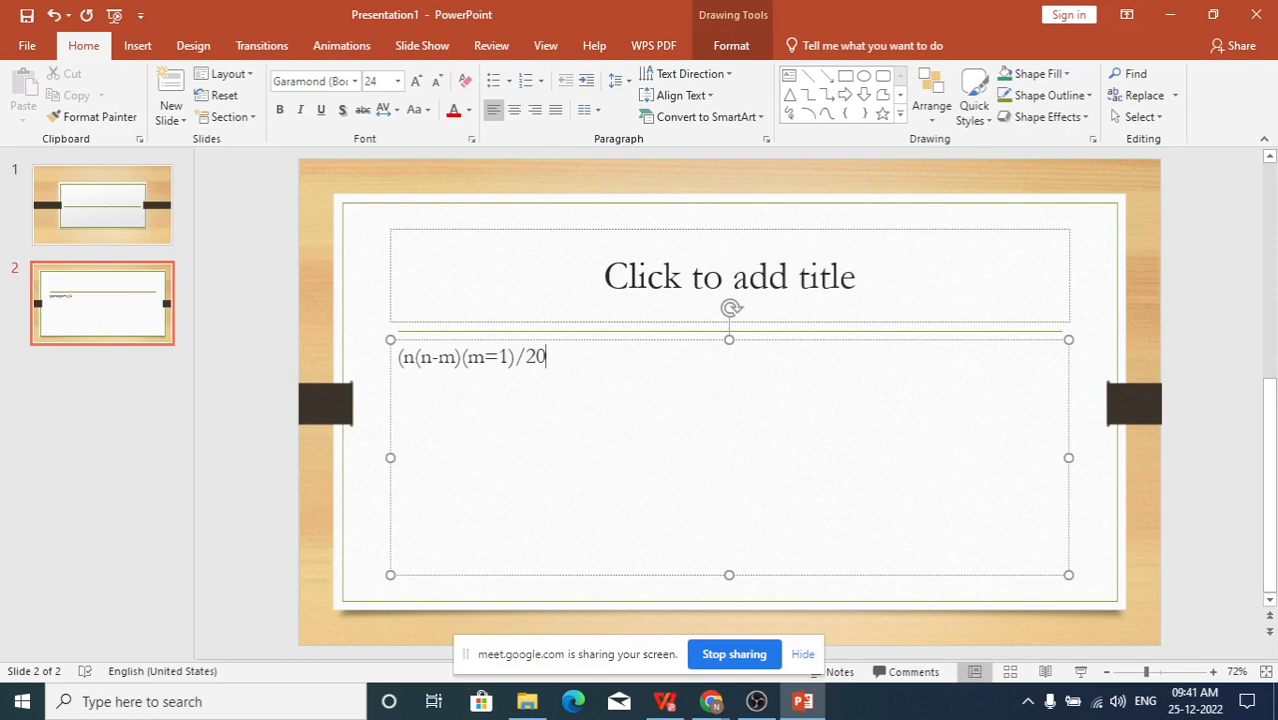 Presentation1 - PowerPoint
Drawing Tools
Sign in
File
Home
Insert
Design
Transitions
Animations
Slide Show
Review
View
Help
WPS PDF
Format
Tell me what you want to do
Share
Paste
Cut
Copy
Format Painter
Clipboard
New Slide
Layout
Reset
Section
Slides
Garamond (Boc
24
B I U S abc AV Aa A
Font
Text Direction
Align Text
Convert to SmartArt
Paragraph
Arrange
Quick Styles
Shape Fill
Shape Outline
Shape Effects
Drawing
Find
Replace
Select
Editing
1
2
Click to add title
(n(n-m)(m=1)/20
meet.google.com is sharing your screen.
Stop sharing
Hide
Slide 2 of 2
English (United States)
Notes
Comments
72%
Type here to search
ENG
09:41 AM
25-12-2022